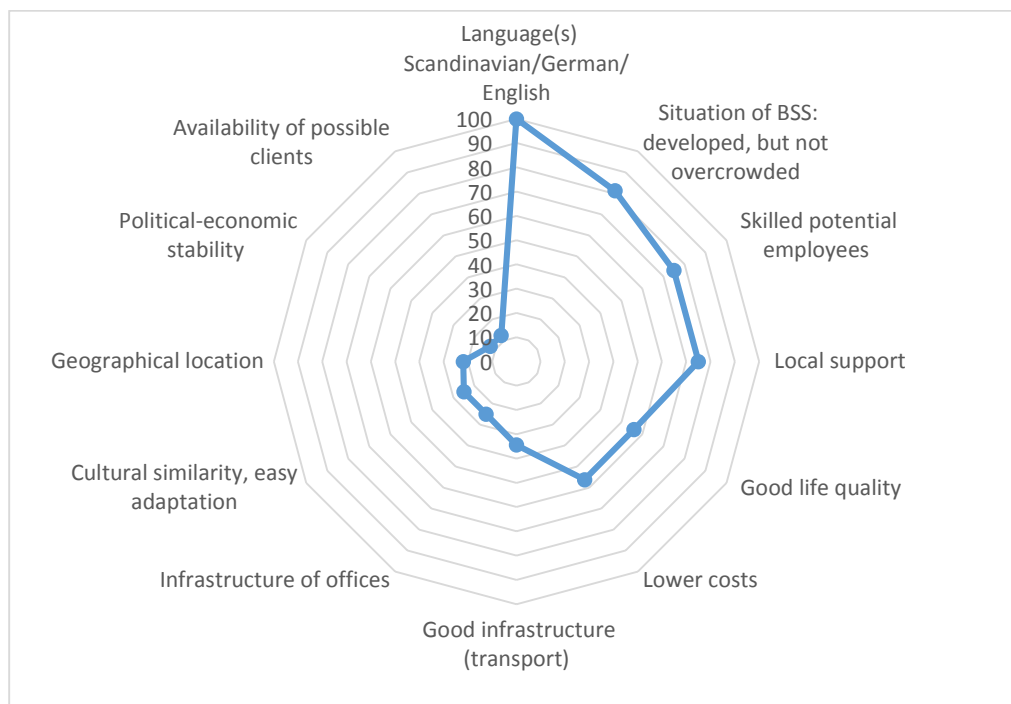 Language(s)
Scandinavian/German/
English
Situation of BSS:
developed, but not
overcrowded
Skilled potential
employees
Local support
Good life quality
Lower costs
Good infrastructure
(transport)
Infrastructure of offices
Cultural similarity, easy
adaptation
Geographical location
Political-economic
stability
Availability of possible
clients
100
90
80
70
60
50
40
30
20
10
0